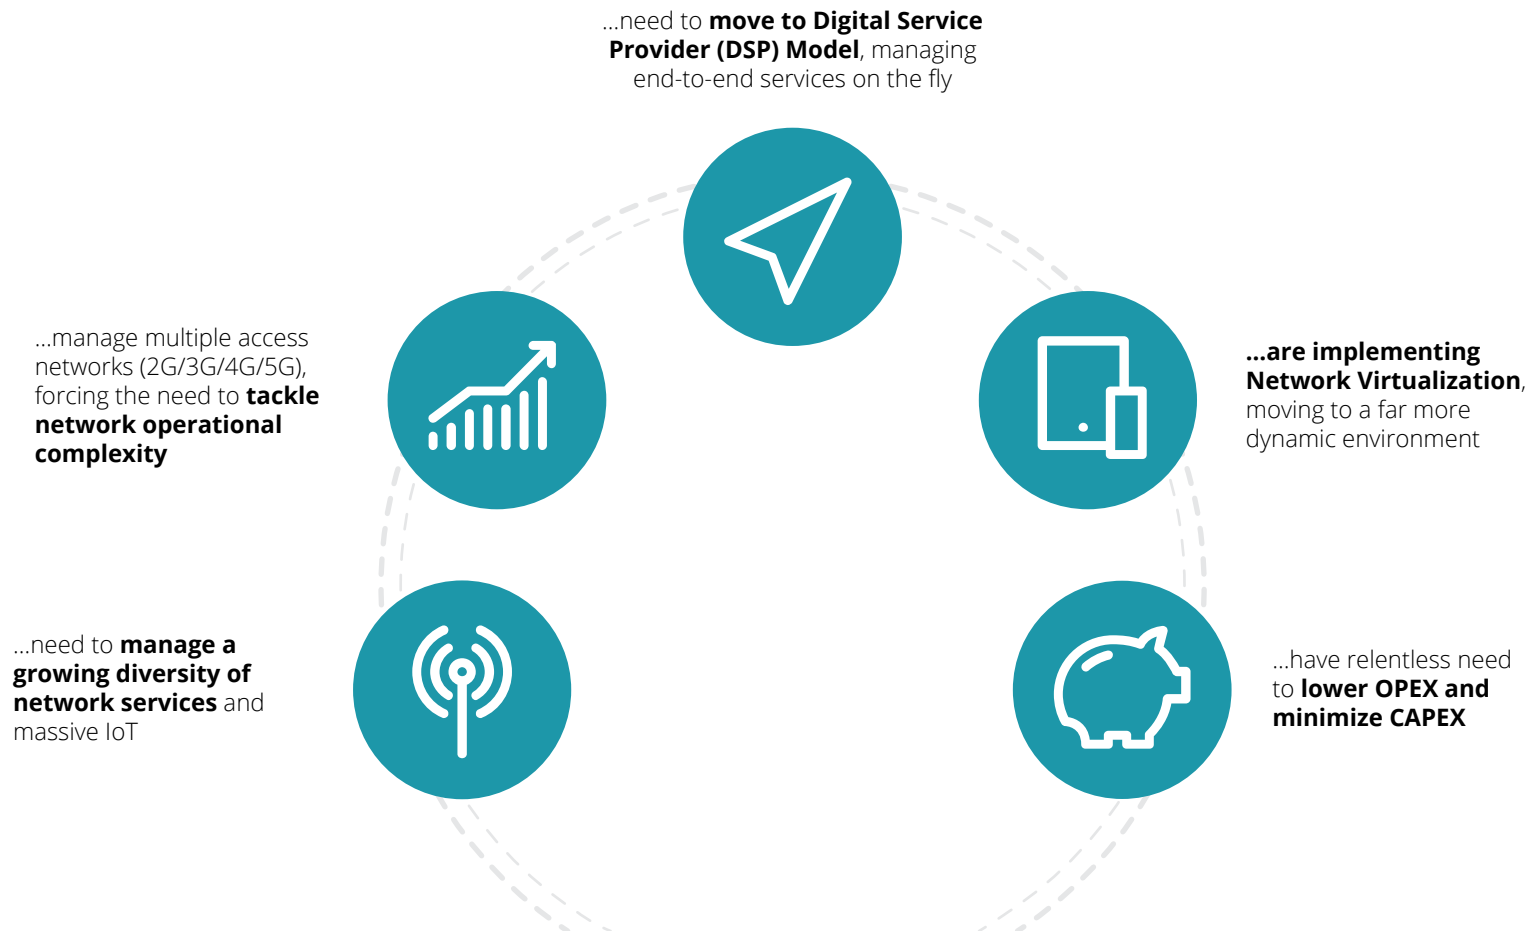 ...need to move to Digital Service
Provider (DSP) Model, managing
end-to-end services on the fly
...manage multiple access
networks (2G/3G/4G/5G),
forcing the need to tackle
network operational
complexity
...are implementing
Network Virtualization,
moving to a far more
dynamic environment
...need to manage a
growing diversity of
network services and
massive IoT
...have relentless need
to lower OPEX and
minimize CAPEX